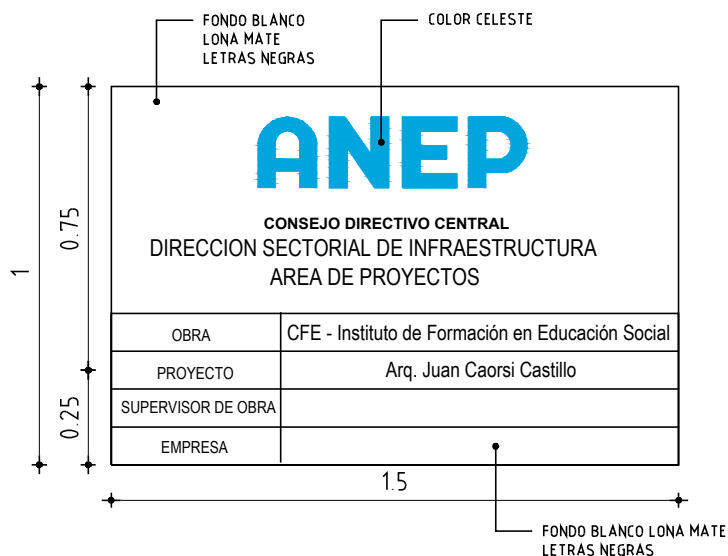 FONDO BLANCO
LONA MATE
LETRAS NEGRAS
COLOR CELESTE
ANEP
CONSEJO DIRECTIVO CENTRAL
DIRECCION SECTORIAL DE INFRAESTRUCTURA
AREA DE PROYECTOS
OBRA CFE - Instituto de Formación en Educación Social
PROYECTO Arq. Juan Caorsi Castillo
SUPERVISOR DE OBRA
EMPRESA
1
0.75
0.25
1.5
FONDO BLANCO LONA MATE
LETRAS NEGRAS